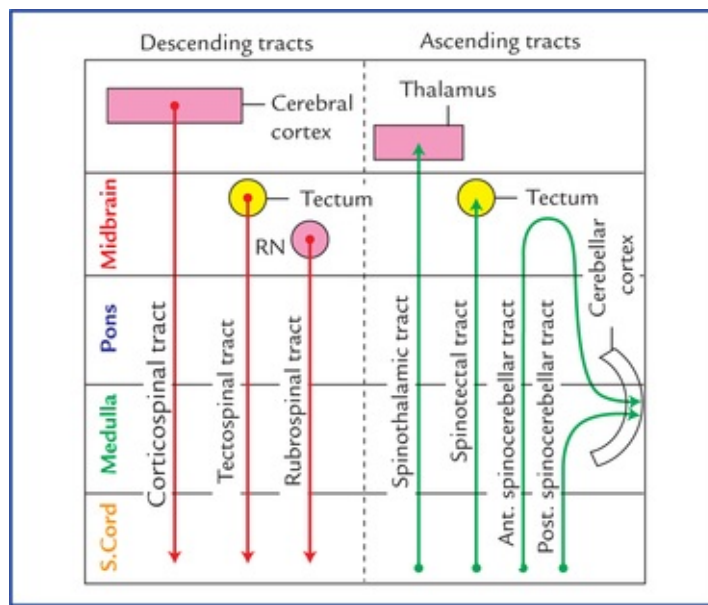 Descending tracts
Ascending tracts
Cerebral
cortex
Thalamus
Midbrain
Tectum
RN
Tectum
Cerebellar
cortex
Pons
Medulla
S.Cord
Corticospinal tract
Tectospinal tract
Rubrospinal tract
Spinothalamic tract
Spinotectal tract
Ant. spinocerebellar tract
Post. spinocerebellar tract